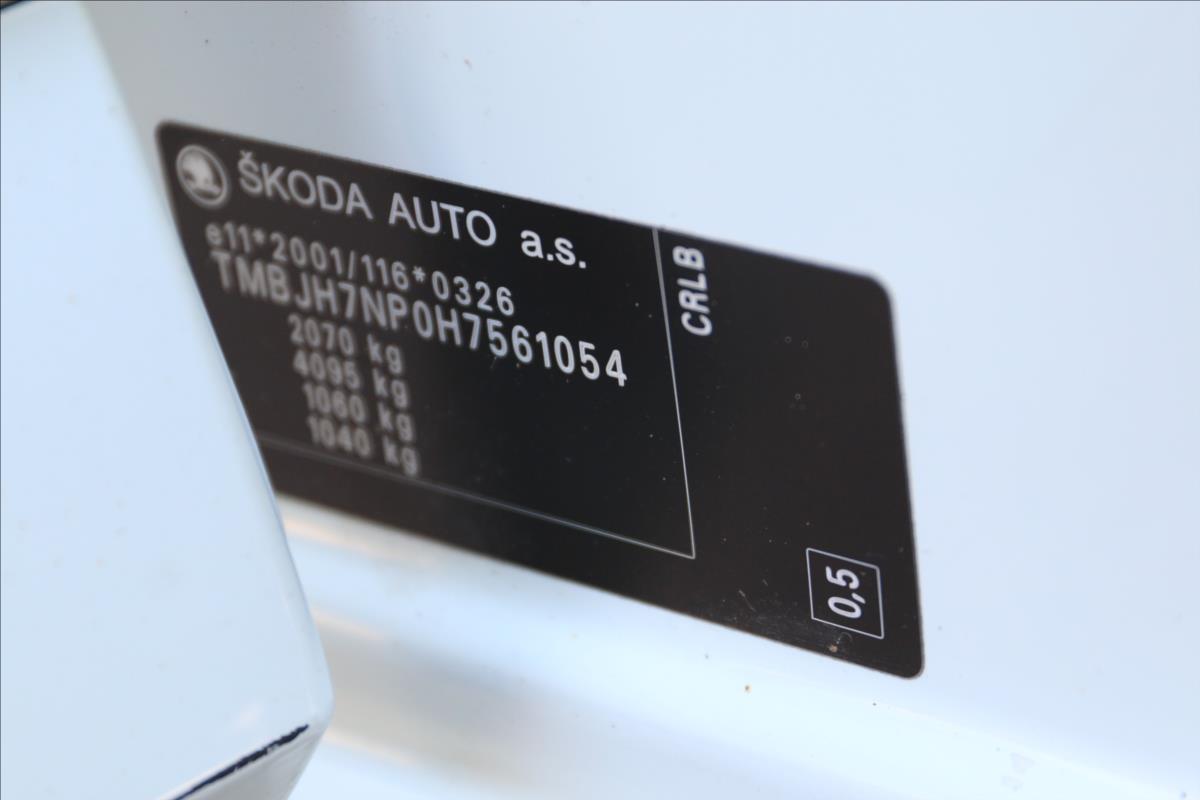 ŠKODA AUTO a.s.
e11*2001/116*0326
TMBJH7NP0H7561054
2070 kg
4095 kg
1060 kg
1040 kg
CRLB
0,5